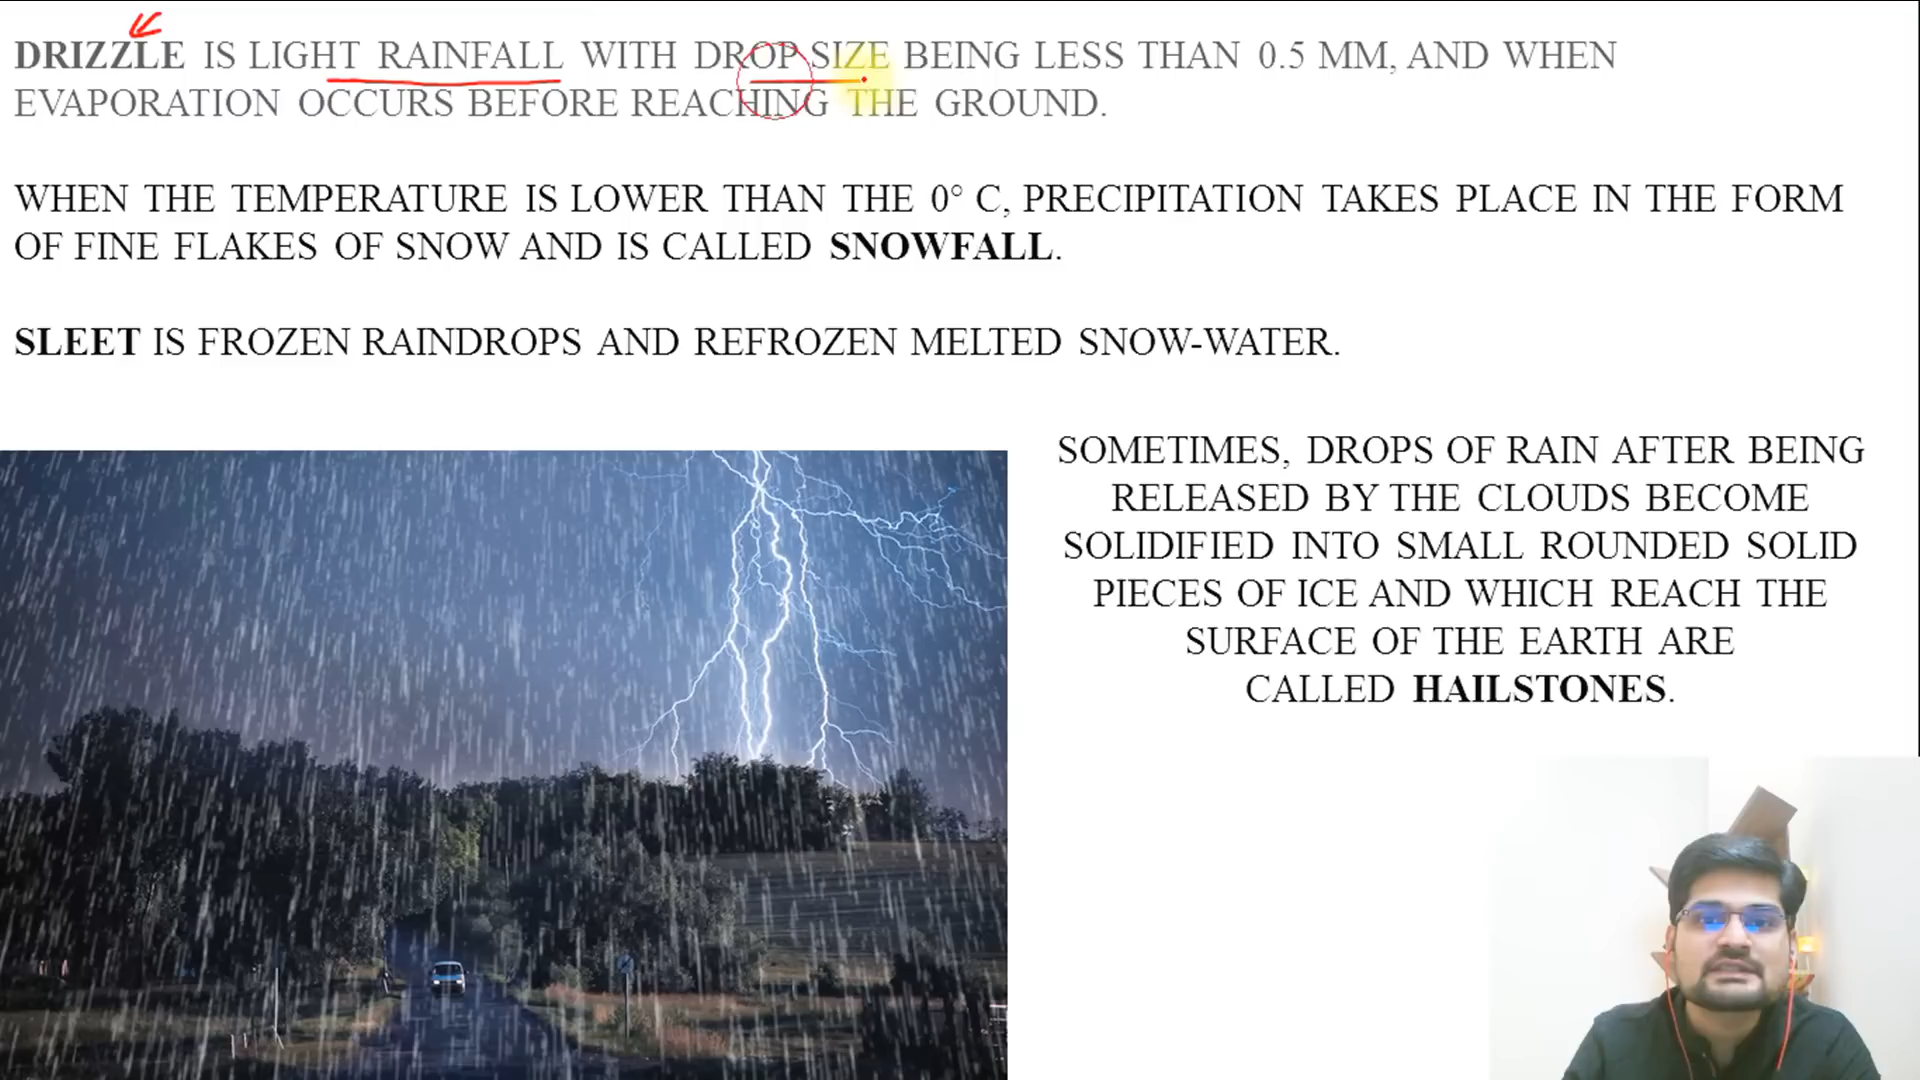 DRIZZLE IS LIGHT RAINFALL WITH DROP SIZE BEING LESS THAN 0.5 MM, AND WHEN
EVAPORATION OCCURS BEFORE REACHING THE GROUND.
WHEN THE TEMPERATURE IS LOWER THAN THE 0° C, PRECIPITATION TAKES PLACE IN THE FORM
OF FINE FLAKES OF SNOW AND IS CALLED SNOWFALL.
SLEET IS FROZEN RAINDROPS AND REFROZEN MELTED SNOW-WATER.
SOMETIMES, DROPS OF RAIN AFTER BEING
RELEASED BY THE CLOUDS BECOME
SOLIDIFIED INTO SMALL ROUNDED SOLID
PIECES OF ICE AND WHICH REACH THE
SURFACE OF THE EARTH ARE
CALLED HAILSTONES.